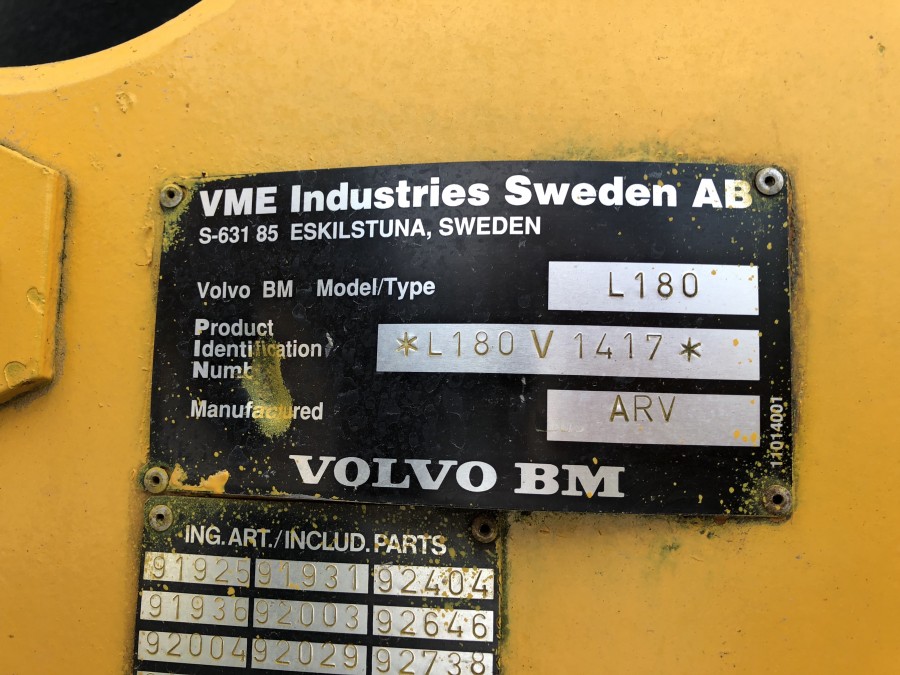 VME Industries Sweden AB
S-631 85 ESKILSTUNA, SWEDEN
Volvo BM Model/Type L180
Product
Identification *L180 V 1417*
Numb
Manufactured ARV
11014001
VOLVO BM
ING.ART./INCLUD.PARTS
91925 91931 92404
91936 92003 92646
92004 92029 92738